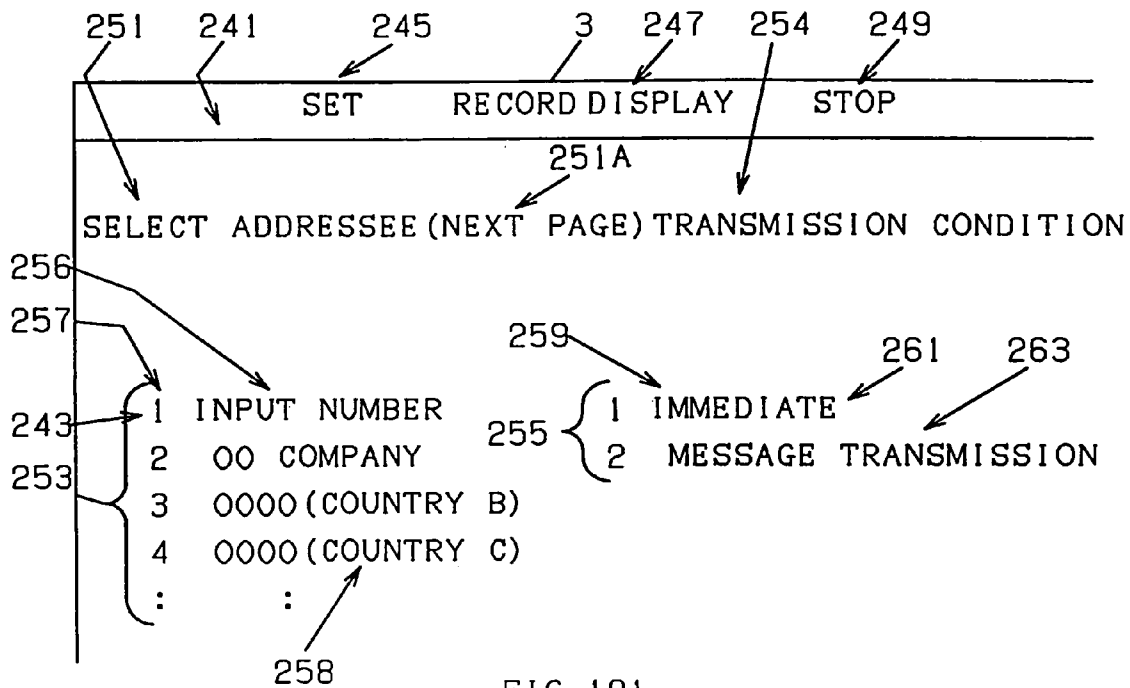 251 241 245 3 247 254 249
SET RECORD DISPLAY STOP
251A
SELECT ADDRESSEE (NEXT PAGE) TRANSMISSION CONDITION
256
257
259 261 263
243 1 INPUT NUMBER 255 1 IMMEDIATE
2 OO COMPANY 2 MESSAGE TRANSMISSION
253
3 OOOO (COUNTRY B)
4 OOOO (COUNTRY C)
: :
258